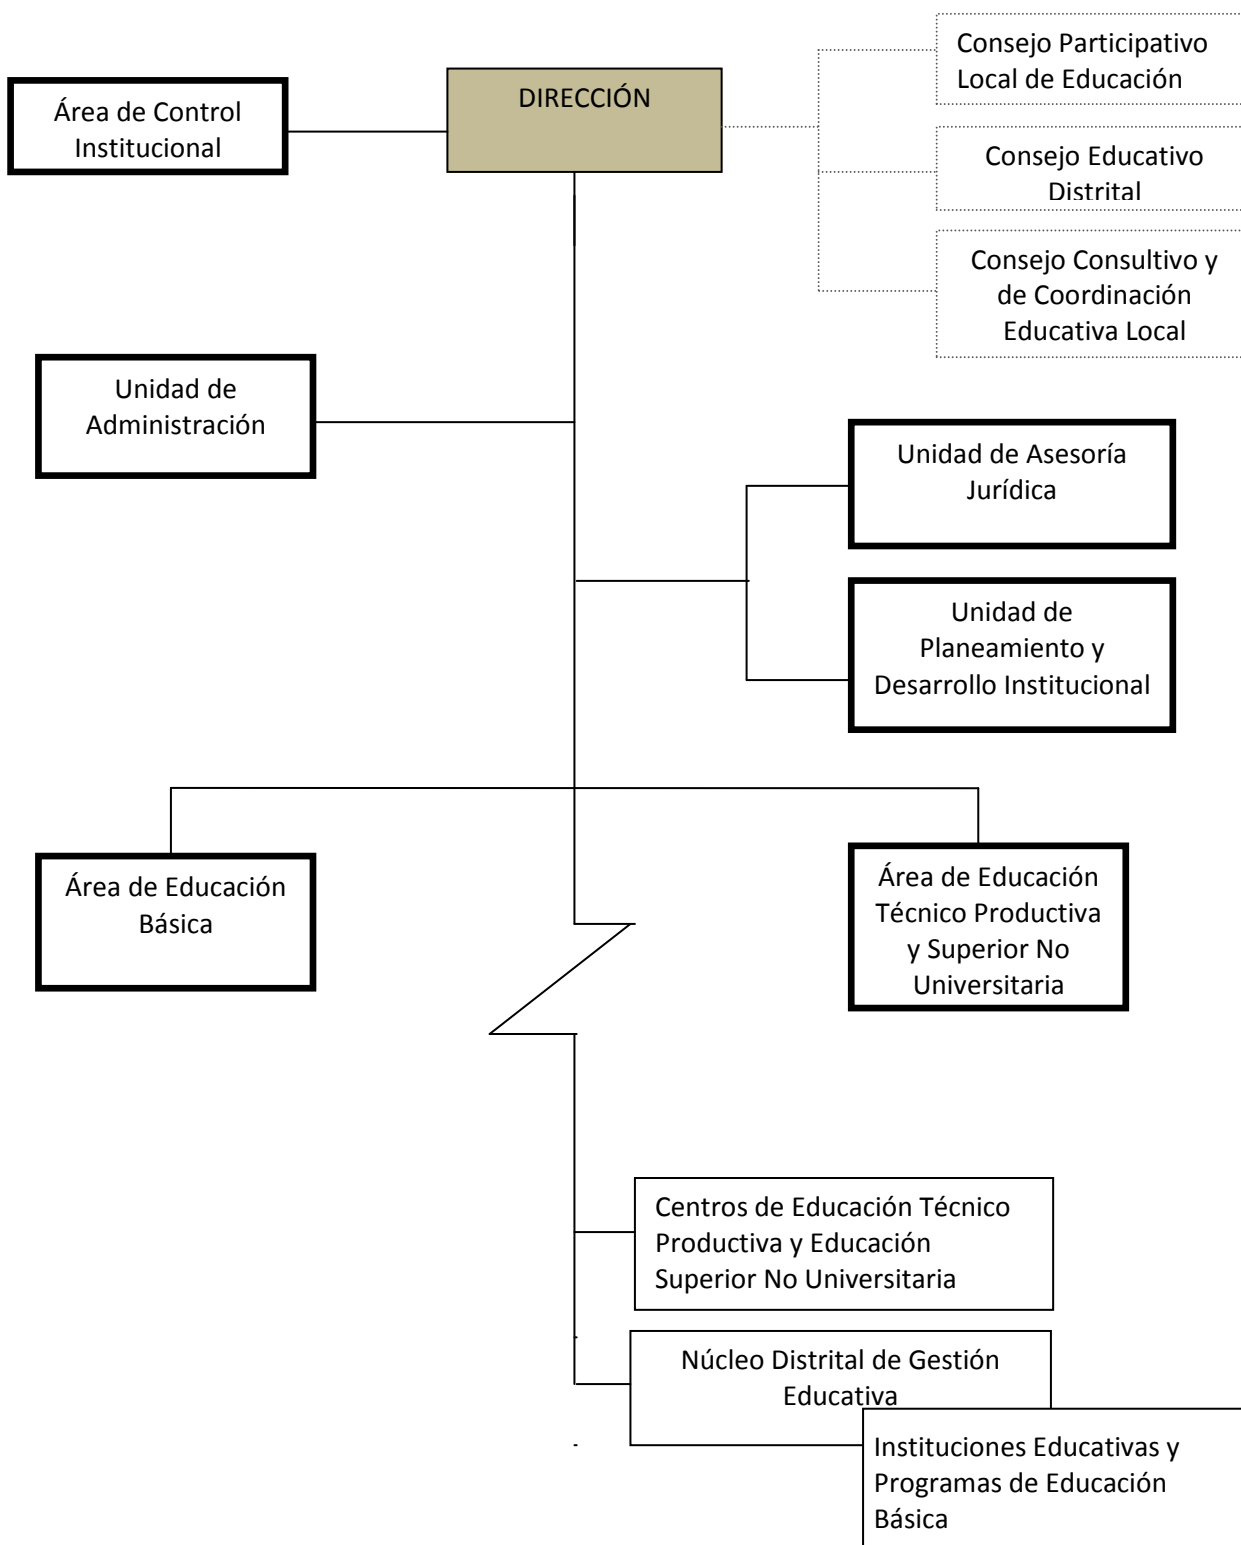 Consejo Participativo
Local de Educación
Área de Control
Institucional
DIRECCIÓN
Consejo Educativo
Distrital
Consejo Consultivo y
de Coordinación
Educativa Local
Unidad de
Administración
Unidad de Asesoría
Jurídica
Unidad de
Planeamiento y
Desarrollo Institucional
Área de Educación
Básica
Área de Educación
Técnico Productiva
y Superior No
Universitaria
Centros de Educación Técnico
Productiva y Educación
Superior No Universitaria
Núcleo Distrital de Gestión
Educativa
Instituciones Educativas y
Programas de Educación
Básica